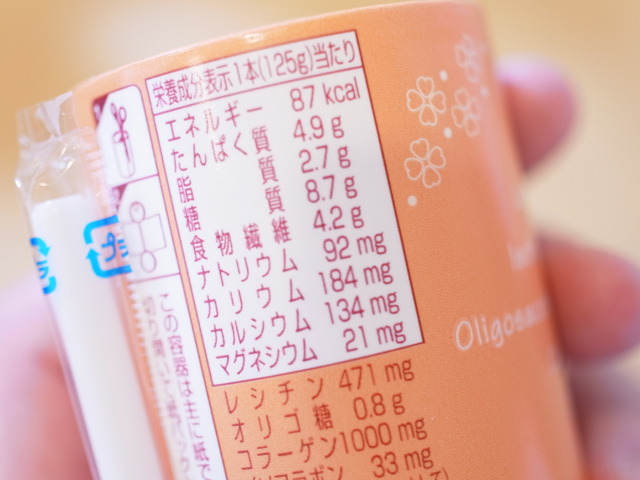 栄養成分表示1本(125g)当たり
エネルギー 87 kcal
たんぱく質 4.9 g
脂質 2.7 g
糖質 8.7 g
食物繊維 4.2 g
ナトリウム 92 mg
カリウム 184 mg
カルシウム 134 mg
マグネシウム 21 mg
レシチン 471 mg
オリゴ糖 0.8 g
コラーゲン 1000 mg
33 mg
この容器は主に紙で
プラ